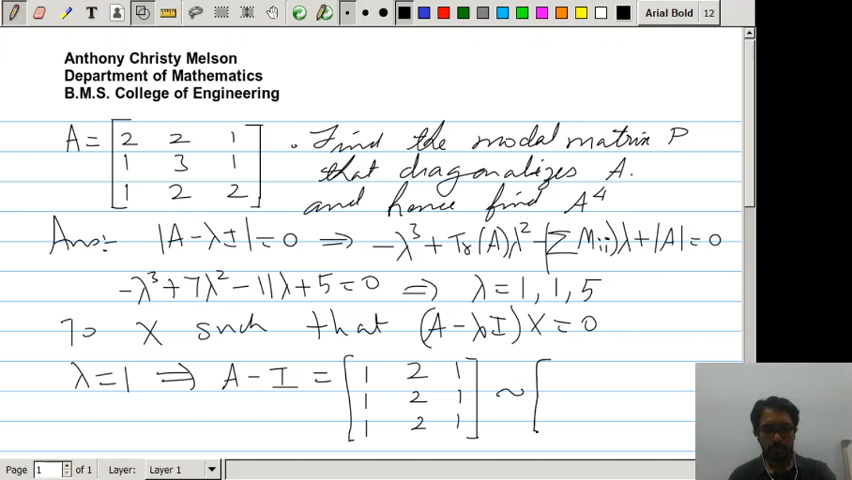 Arial Bold 12
Anthony Christy Melson
Department of Mathematics
B.M.S. College of Engineering
A = [2 2 1 . Find the modal matrix P
1 3 1 that dragonalizes A.
1 2 2] and hence find A⁴
Ans:- |A-λI|=0 ⇒ -λ³+Tr(A)λ²-(∑Mii)λ+|A|=0
-λ³+7λ²-11λ+5=0 ⇒ λ=1,1,5
To X such that (A-λI)X=0
λ=1 ⇒ A-I = [1 2 1 ~ [
1 2 1
1 2 1]
Page 1 of 1 Layer: Layer 1